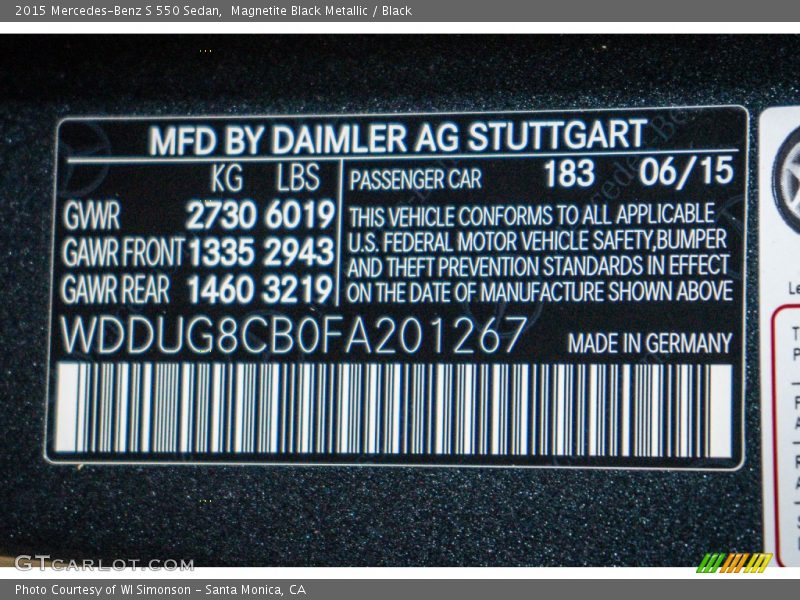 2015 Mercedes-Benz S 550 Sedan,  Magnetite Black Metallic / Black
MFD BY DAIMLER AG STUTTGART
KG LBS
GVWR 2730 6019
GAWR FRONT 1335 2943
GAWR REAR 1460 3219
PASSENGER CAR 183 06/15
THIS VEHICLE CONFORMS TO ALL APPLICABLE
U.S. FEDERAL MOTOR VEHICLE SAFETY,BUMPER
AND THEFT PREVENTION STANDARDS IN EFFECT
ON THE DATE OF MANUFACTURE SHOWN ABOVE
WDDUG8CB0FA201267
MADE IN GERMANY
GTCARLOT.COM
Photo Courtesy of WI Simonson - Santa Monica, CA